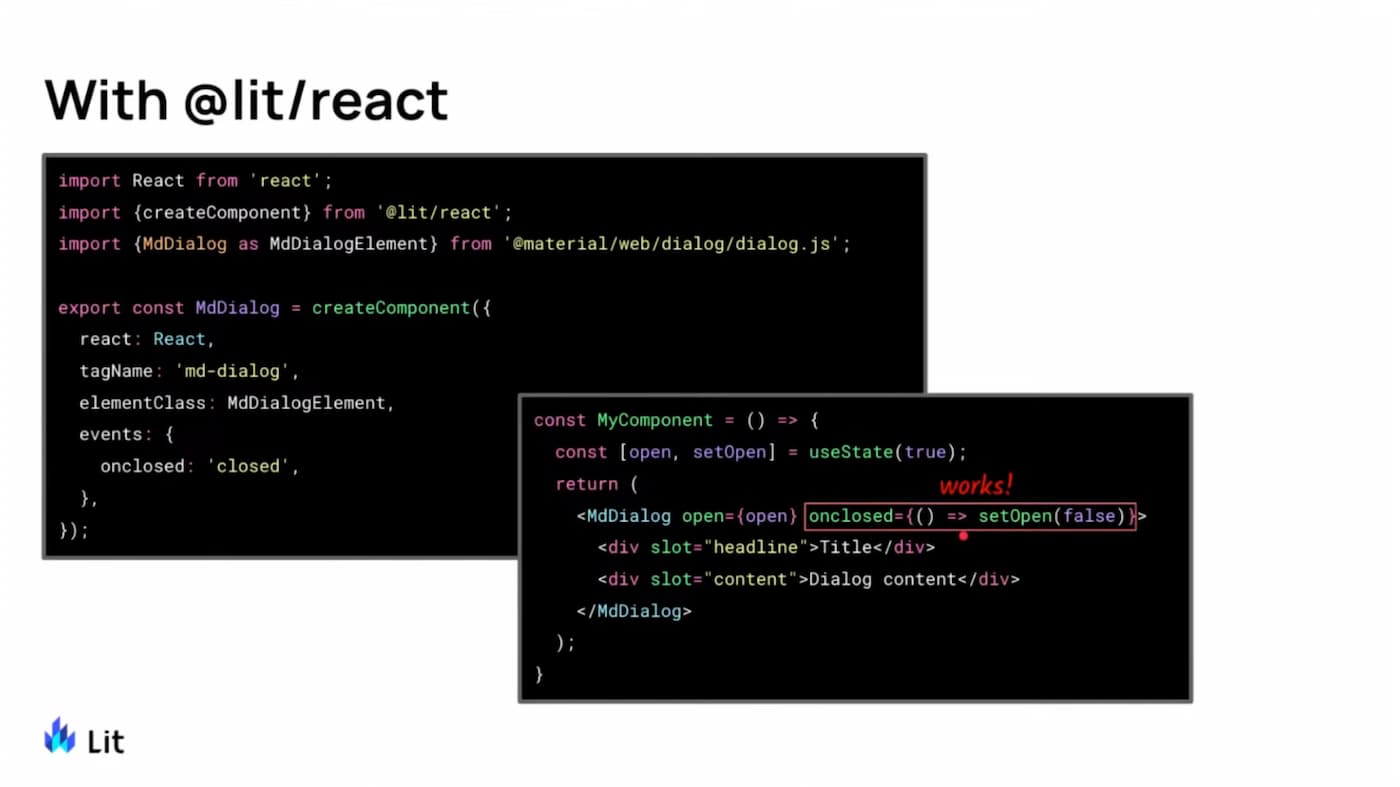 With @lit/react
import React from 'react';
import {createComponent} from '@lit/react';
import {MdDialog as MdDialogElement} from '@material/web/dialog/dialog.js';
export const MdDialog = createComponent({
react: React,
tagName: 'md-dialog',
elementClass: MdDialogElement,
events: {
onclosed: 'closed',
},
});
const MyComponent = () => {
const [open, setOpen] = useState(true);
return (
works!
<MdDialog open={open} onclosed={() => setOpen(false)}>
<div slot="headline">Title</div>
<div slot="content">Dialog content</div>
</MdDialog>
);
}
Lit